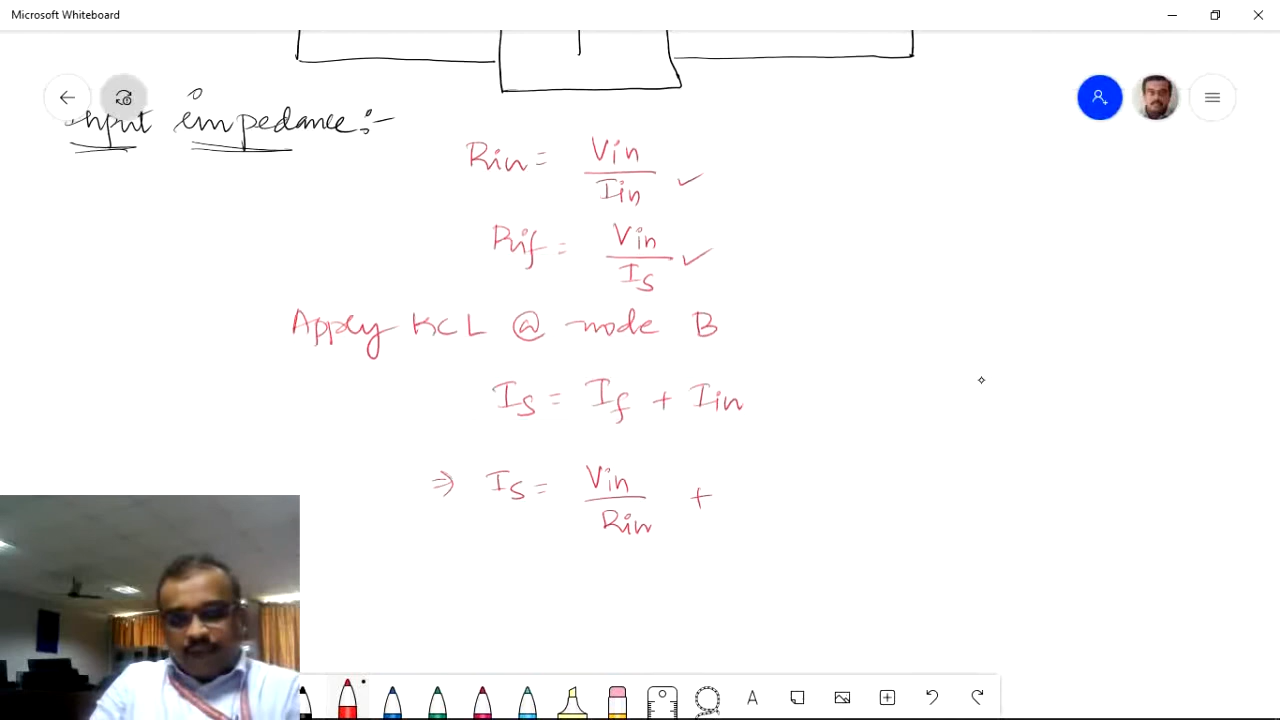 Microsoft Whiteboard
Input impedance:-
Rin = Vin / Iin ✓
Rif = Vin / Is ✓
Apply KCL @ node B
Is = If + Iin
⇒ Is = Vin / Rin +
A